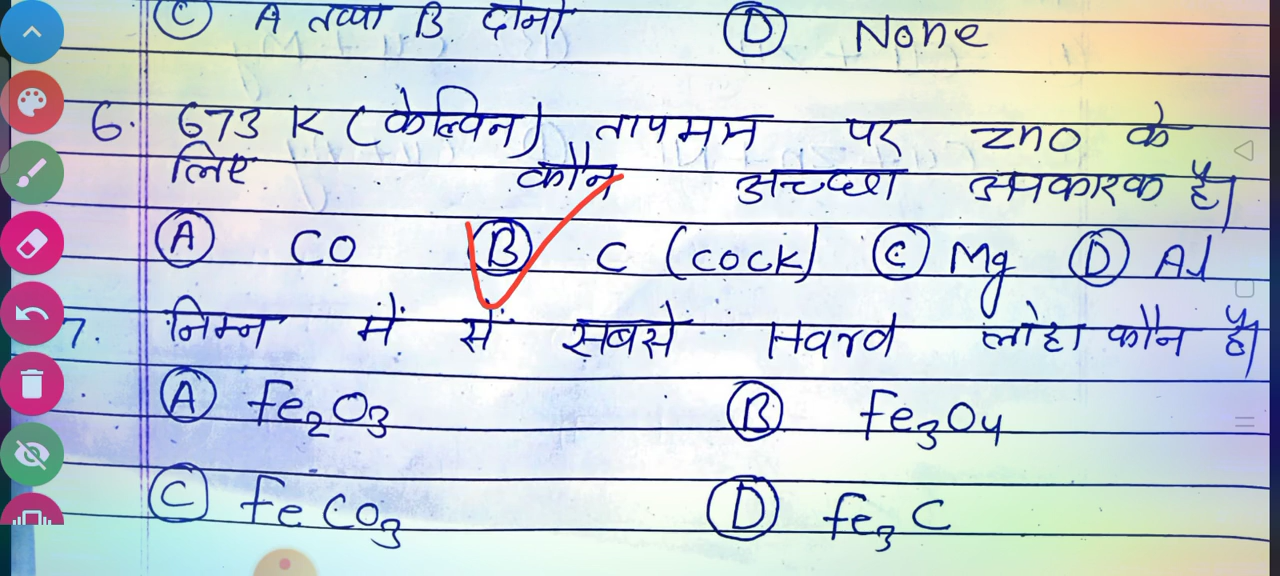 Ⓒ A तथा B दोनो Ⓓ None
6. 673 K (केल्विन) तापमान पर ZnO के
लिए कौन अच्छा अपकारक है।
Ⓐ CO Ⓑ C (cock) Ⓒ Mg Ⓓ Al
7. निम्न में से सबसे Hard लोहा कौन है।
Ⓐ Fe₂O₃ Ⓑ Fe₃O₄
Ⓒ FeCO₃ Ⓓ Fe₃C